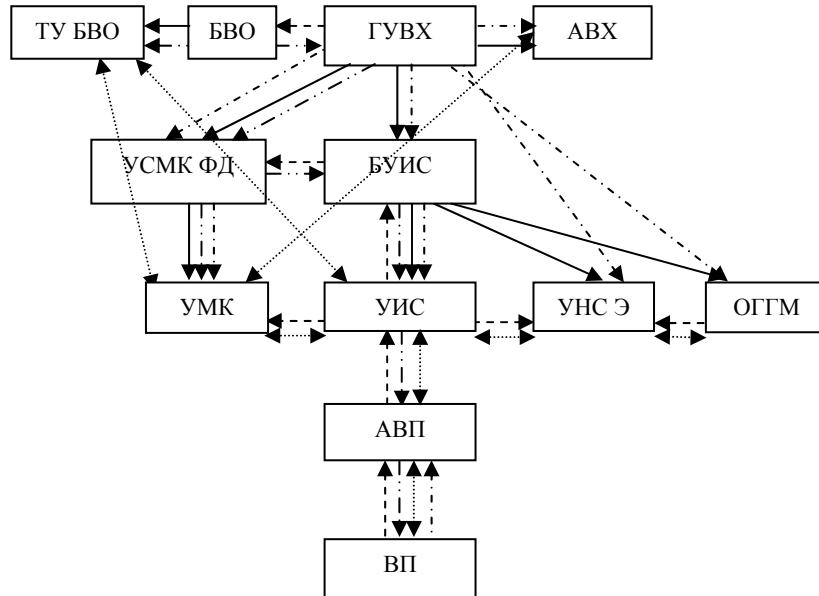 ТУ БВО
БВО
ГУВХ
АВХ
УСМК ФД
БУИС
УМК
УИС
УНС Э
ОГГМ
АВП
ВП